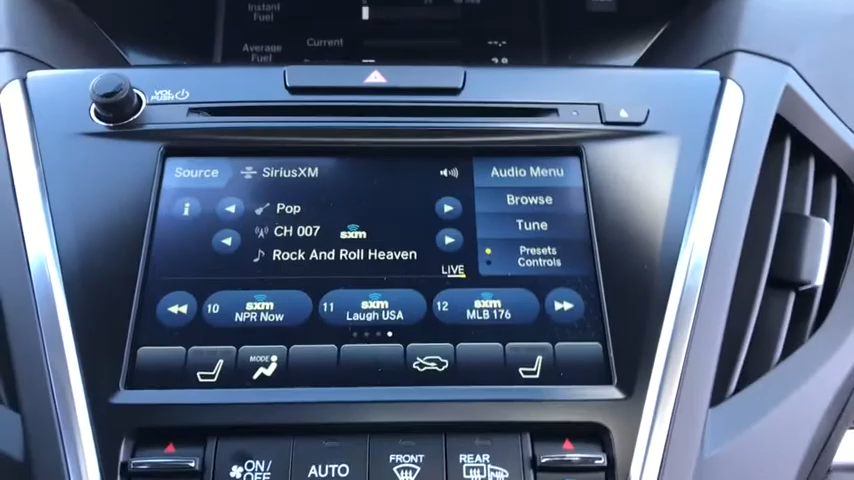 Instant
Fuel
Average
Fuel
Current
--.-
VOL
PUSH
Source
SiriusXM
Audio Menu
i
Pop
Browse
CH 007
sxm
Tune
Rock And Roll Heaven
LIVE
Presets
Controls
10 sxm
NPR Now
11 sxm
Laugh USA
12 sxm
MLB 176
MODE
ON/
OFF
AUTO
FRONT
REAR